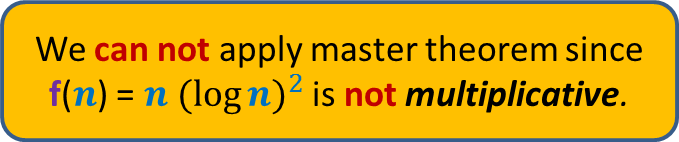 We can not apply master theorem since
f(n) = n (log n)² is not multiplicative.